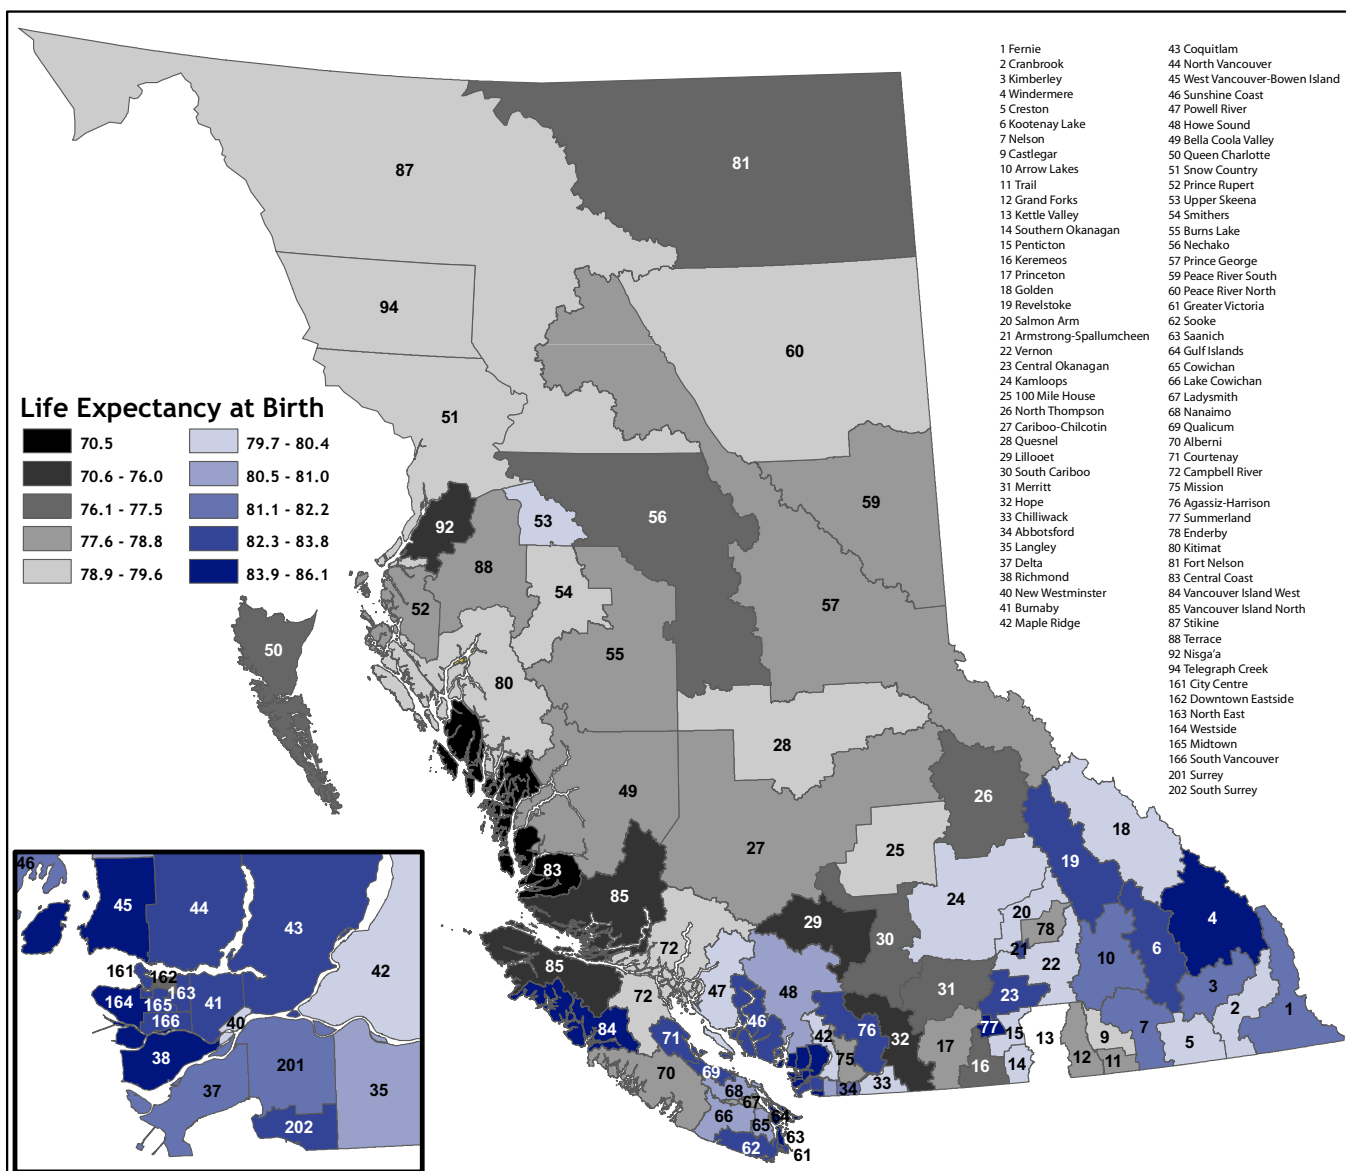 1 Fernie
2 Cranbrook
3 Kimberley
4 Windermere
5 Creston
6 Kootenay Lake
7 Nelson
9 Castlegar
10 Arrow Lakes
11 Trail
12 Grand Forks
13 Kettle Valley
14 Southern Okanagan
15 Penticton
16 Keremeos
17 Princeton
18 Golden
19 Revelstoke
20 Salmon Arm
21 Armstrong-Spallumcheen
22 Vernon
23 Central Okanagan
24 Kamloops
25 100 Mile House
26 North Thompson
27 Cariboo-Chilcotin
28 Quesnel
29 Lillooet
30 South Cariboo
31 Merritt
32 Hope
33 Chilliwack
34 Abbotsford
35 Langley
37 Delta
38 Richmond
40 New Westminster
41 Burnaby
42 Maple Ridge
43 Coquitlam
44 North Vancouver
45 West Vancouver-Bowen Island
46 Sunshine Coast
47 Powell River
48 Howe Sound
49 Bella Coola Valley
50 Queen Charlotte
51 Snow Country
52 Prince Rupert
53 Upper Skeena
54 Smithers
55 Burns Lake
56 Nechako
57 Prince George
59 Peace River South
60 Peace River North
61 Greater Victoria
62 Sooke
63 Saanich
64 Gulf Islands
65 Cowichan
66 Lake Cowichan
67 Ladysmith
68 Nanaimo
69 Qualicum
70 Alberni
71 Courtenay
72 Campbell River
75 Mission
76 Agassiz-Harrison
77 Summerland
78 Enderby
80 Kitimat
81 Fort Nelson
83 Central Coast
84 Vancouver Island West
85 Vancouver Island North
87 Stikine
88 Terrace
92 Nisga'a
94 Telegraph Creek
161 City Centre
162 Downtown Eastside
163 North East
164 Westside
165 Midtown
166 South Vancouver
201 Surrey
202 South Surrey
Life Expectancy at Birth
70.5
70.6 - 76.0
76.1 - 77.5
77.6 - 78.8
78.9 - 79.6
79.7 - 80.4
80.5 - 81.0
81.1 - 82.2
82.3 - 83.8
83.9 - 86.1
87
81
94
60
51
59
92
53
56
88
54
52
57
50
55
80
28
49
26
18
27
25
19
83
85
24
4
29
20
72
30
78
21
6
85
22
10
47
48
31
3
72
23
2
1
46
84
71
76
77
7
42
32
15
13
9
5
17
12
11
70
69
75
16
14
33
34
68
67
64
66
65
63
62
61
46
45
44
43
42
161
162
163
164
165
41
166
40
38
201
37
35
202